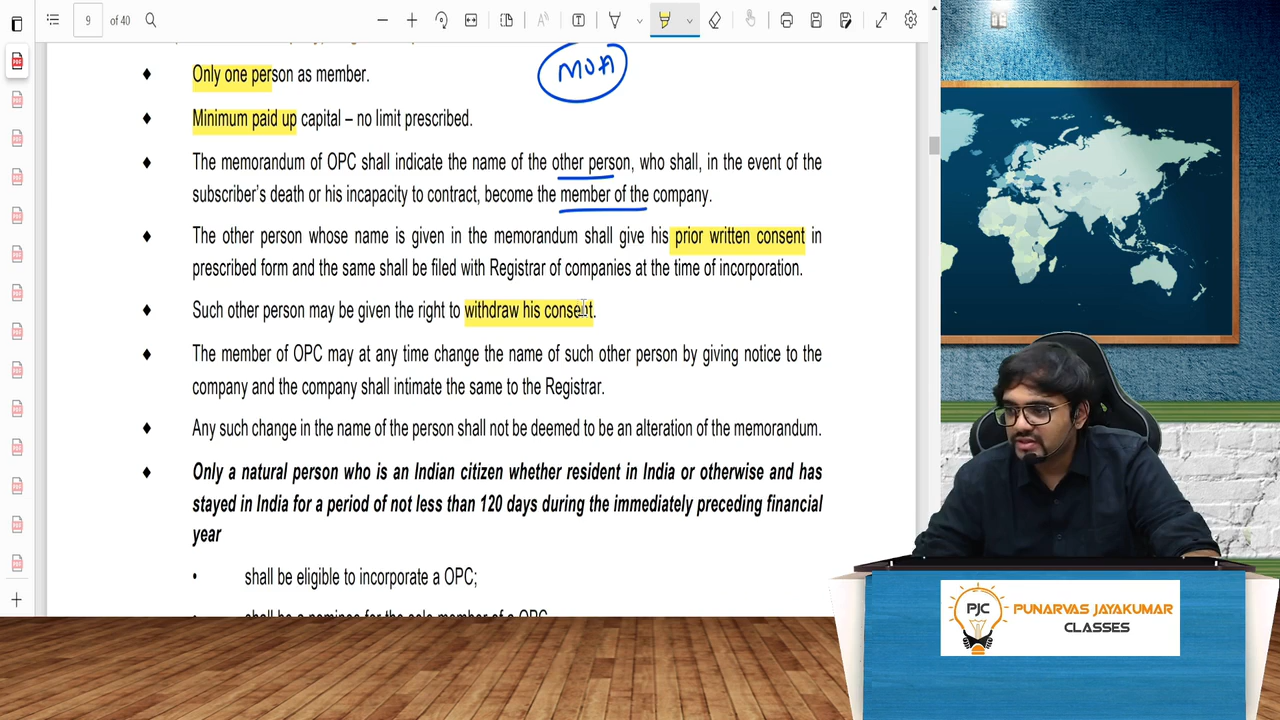 9 of 40
Only one person as member.
MOA
Minimum paid up capital – no limit prescribed.
The memorandum of OPC shall indicate the name of the other person, who shall, in the event of the
subscriber's death or his incapacity to contract, become the member of the company.
The other person whose name is given in the memorandum shall give his prior written consent in
prescribed form and the same shall be filed with Registrar of companies at the time of incorporation.
Such other person may be given the right to withdraw his consent.
The member of OPC may at any time change the name of such other person by giving notice to the
company and the company shall intimate the same to the Registrar.
Any such change in the name of the person shall not be deemed to be an alteration of the memorandum.
Only a natural person who is an Indian citizen whether resident in India or otherwise and has
stayed in India for a period of not less than 120 days during the immediately preceding financial
year
shall be eligible to incorporate a OPC;
shall be a nominee for the sole member of a OPC
PJC
PUNARVAS JAYAKUMAR
CLASSES